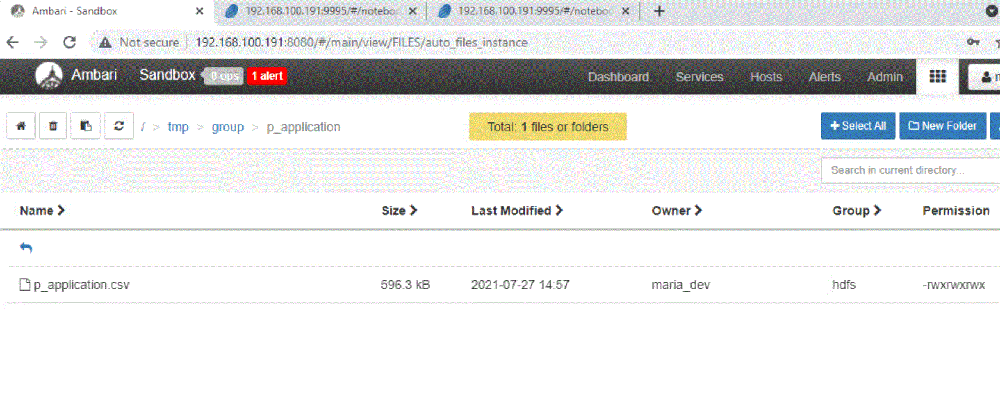 Ambari - Sandbox
192.168.100.191:9995/#/noteboo
192.168.100.191:9995/#/noteboo
Not secure
192.168.100.191:8080/#/main/view/FILES/auto_files_instance
Ambari Sandbox 0 ops 1 alert Dashboard Services Hosts Alerts Admin
/ > tmp > group > p_application Total: 1 files or folders Select All New Folder
Search in current directory...
Name Size Last Modified Owner Group Permission
p_application.csv 596.3 kB 2021-07-27 14:57 maria_dev hdfs -rwxrwxrwx